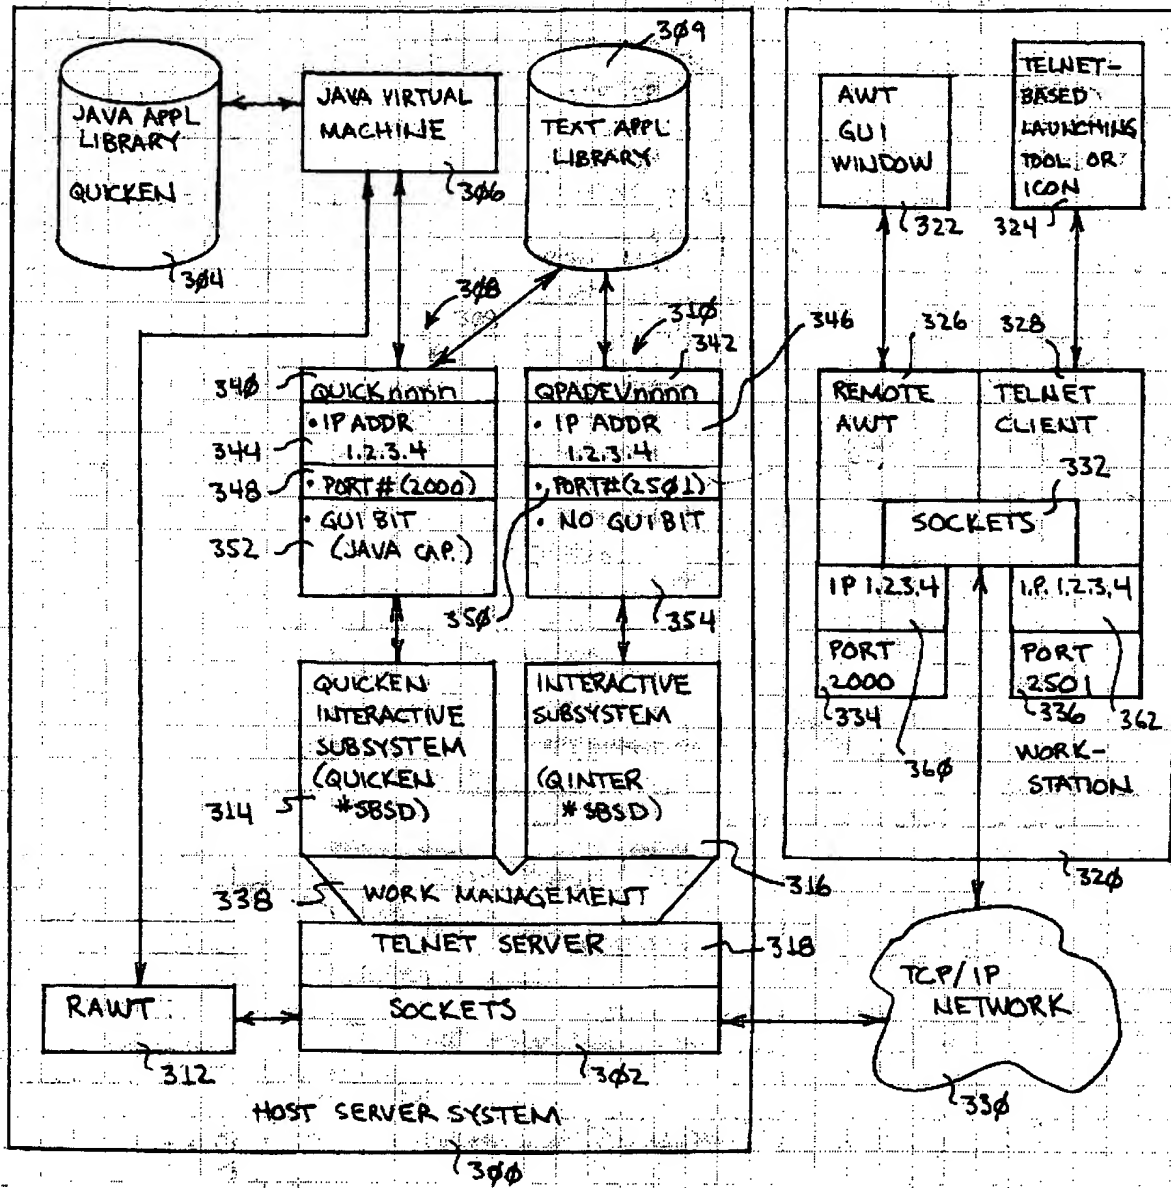 309
JAVA APPL
LIBRARY
QUICKEN
304
JAVA VIRTUAL
MACHINE
306
TEXT APPL
LIBRARY
AWT
GUI
WINDOW
322
TELNET-
BASED
LAUNCHING
TOOL OR
ICON
324
308
310
346
326
328
340
QUICKnnnn
342
QPADEVnnnn
344
• IP ADDR
1.2.3.4
• IP ADDR
1.2.3.4
348
• PORT # (2000)
• PORT# (2501)
352
• GUI BIT
(JAVA CAP.)
• NO GUI BIT
350
354
REMOTE
AWT
TELNET
CLIENT
332
SOCKETS
IP 1.2.3.4
I.P. 1.2.3.4
PORT
2000
PORT
2501
334
336
362
360
WORK-
STATION
320
QUICKEN
INTERACTIVE
SUBSYSTEM
(QUICKEN
*SBSD)
314
INTERACTIVE
SUBSYSTEM
(QINTER
*SBSD)
316
338
WORK MANAGEMENT
TELNET SERVER
318
SOCKETS
302
RAWT
312
TCP/IP
NETWORK
330
HOST SERVER SYSTEM
300